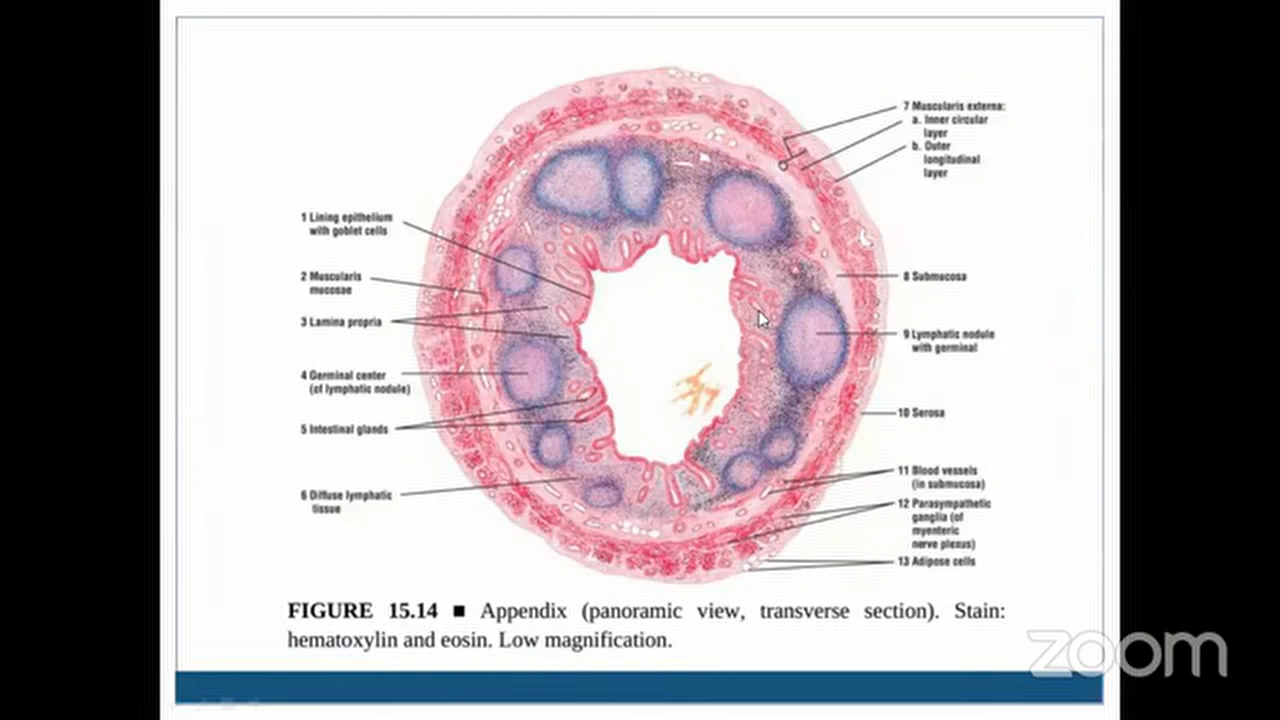 1 Lining epithelium
with goblet cells
2 Muscularis
mucosae
3 Lamina propria
4 Germinal center
(of lymphatic nodule)
5 Intestinal glands
6 Diffuse lymphatic
tissue
7 Muscularis externa:
a. Inner circular
layer
b. Outer
longitudinal
layer
8 Submucosa
9 Lymphatic nodule
with germinal
10 Serosa
11 Blood vessels
(in submucosa)
12 Parasympathetic
ganglia (of
myenteric
nerve plexus)
13 Adipose cells
FIGURE 15.14 ■ Appendix (panoramic view, transverse section). Stain:
hematoxylin and eosin. Low magnification.
zoom